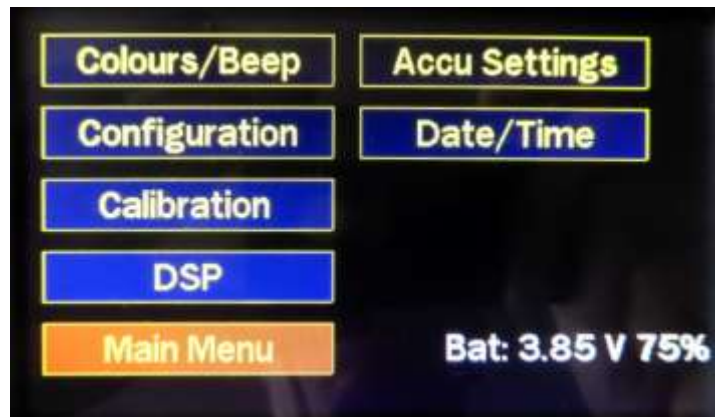 Colours/Beep Accu Settings
Configuration Date/Time
Calibration
DSP
Main Menu Bat: 3.85 V 75%